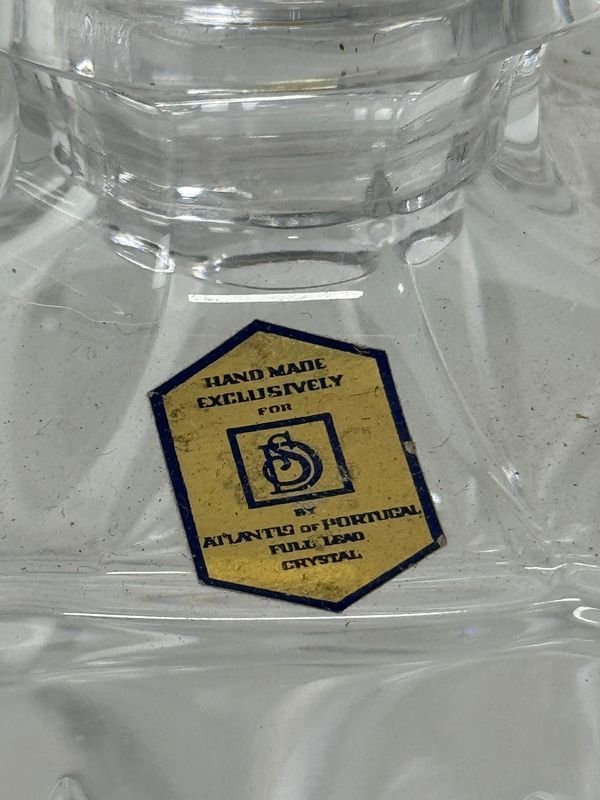 HAND MADE
EXCLUSIVELY
FOR
SD
BY
ATLANTIS OF PORTUGAL
FULL LEAD
CRYSTAL